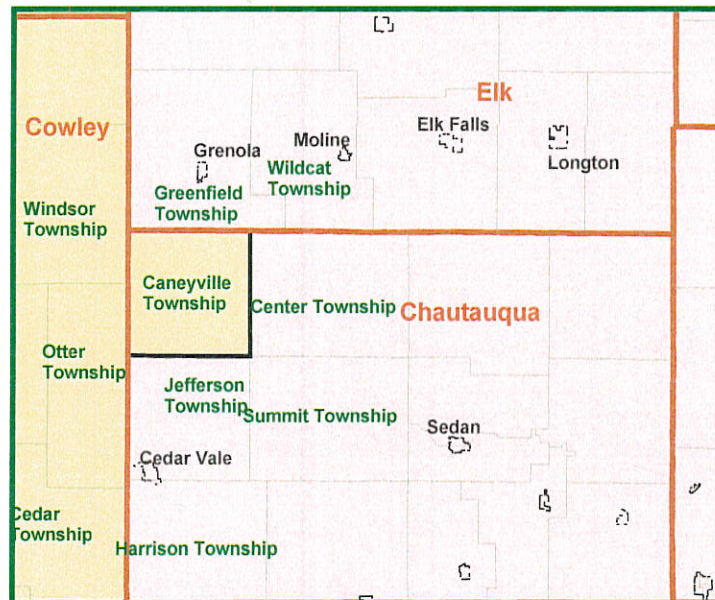 Elk
Cowley
Elk Falls
Moline
Grenola
Longton
Wildcat
Township
Greenfield
Township
Windsor
Township
Caneyville
Township
Center Township
Chautauqua
Otter
Township
Jefferson
Township
Summit Township
Sedan
Cedar Vale
Cedar
Township
Harrison Township